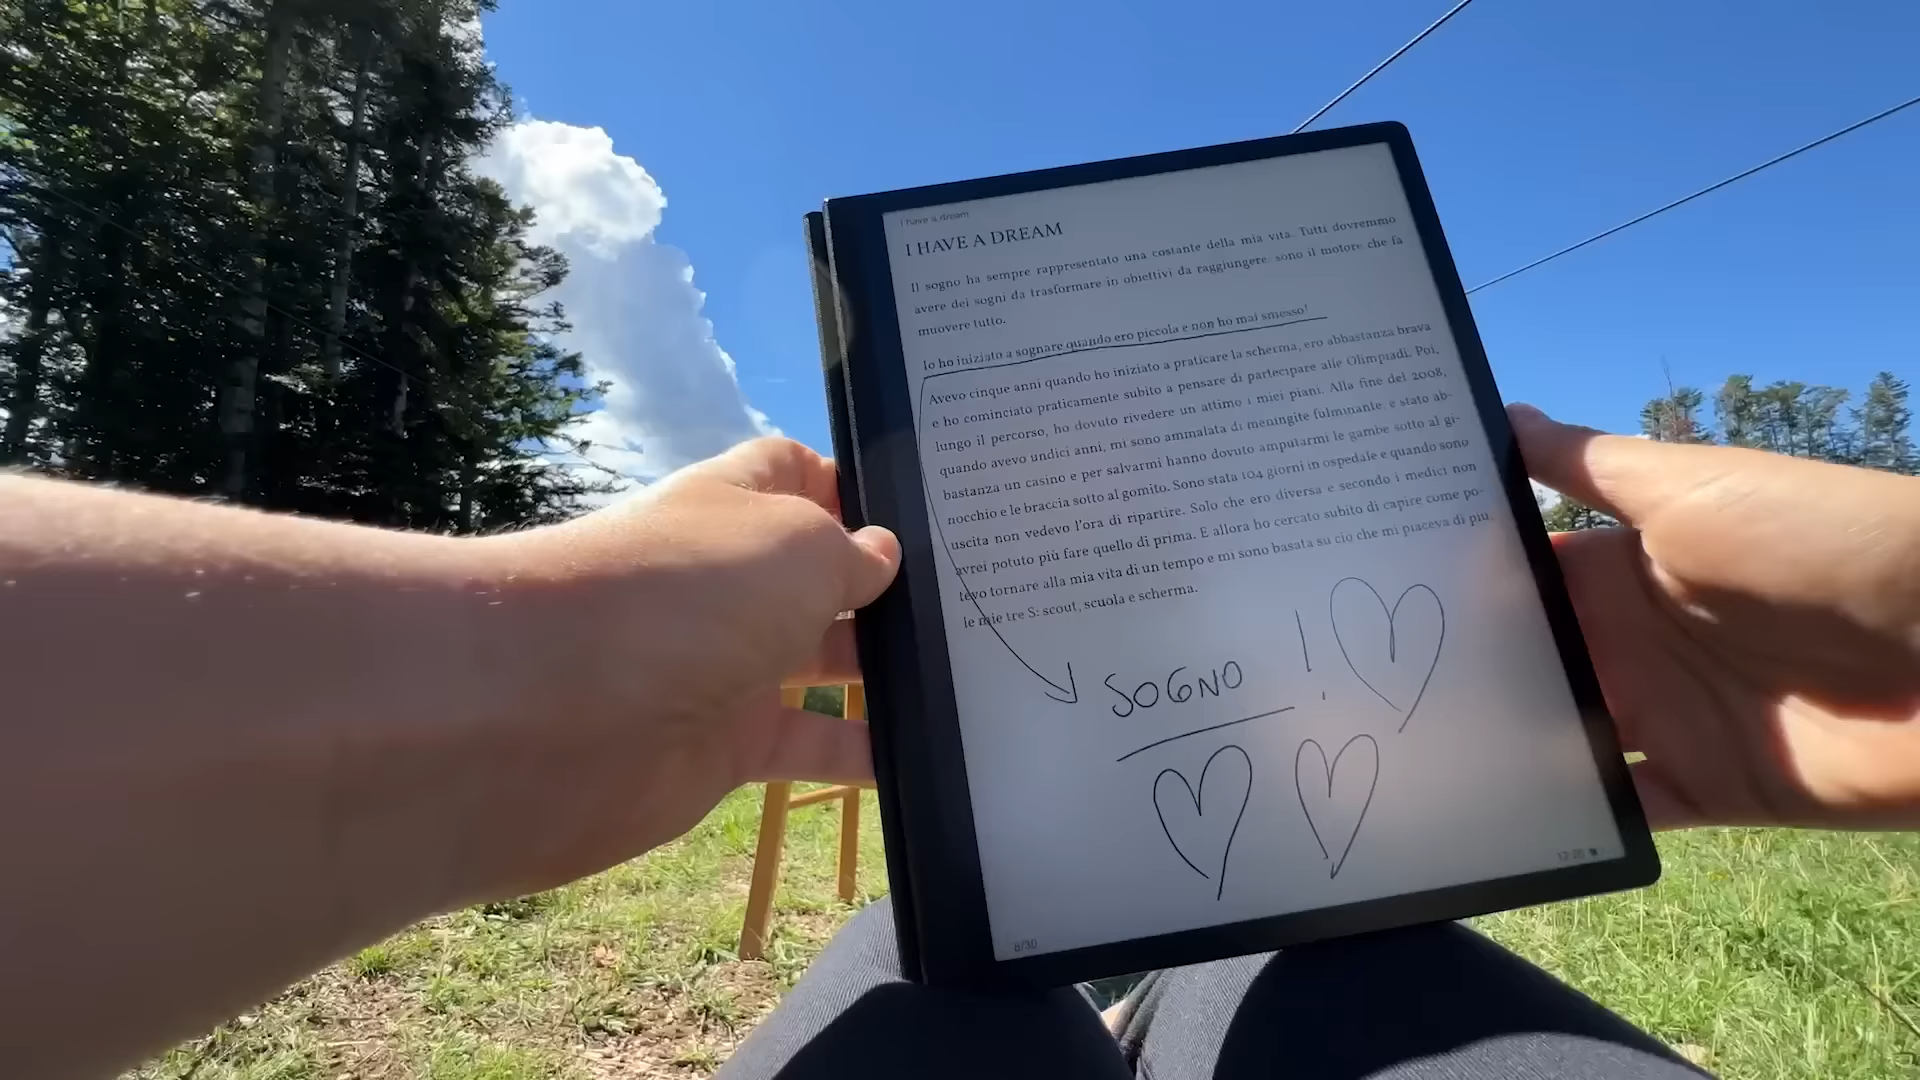 I have a dream
I HAVE A DREAM
Il sogno ha sempre rappresentato una costante della mia vita. Tutti dovremmo
avere dei sogni da trasformare in obiettivi da raggiungere, sono il motore che fa
muovere tutto.
Io ho iniziato a sognare quando ero piccola e non ho mai smesso!
Avevo cinque anni quando ho iniziato a praticare la scherma, ero abbastanza brava
e ho cominciato praticamente subito a pensare di partecipare alle Olimpiadi. Poi,
lungo il percorso, ho dovuto rivedere un attimo i miei piani. Alla fine del 2008,
quando avevo undici anni, mi sono ammalata di meningite fulminante, è stato ab-
bastanza un casino e per salvarmi hanno dovuto amputarmi le gambe sotto al gi-
nocchio e le braccia sotto al gomito. Sono stata 104 giorni in ospedale e quando sono
uscita non vedevo l'ora di ripartire. Solo che ero diversa e secondo i medici non
avrei potuto più fare quello di prima. E allora ho cercato subito di capire come po-
tevo tornare alla mia vita di un tempo e mi sono basata su ciò che mi piaceva di più,
le mie tre S: scout, scuola e scherma.
SOGNO !
8/30